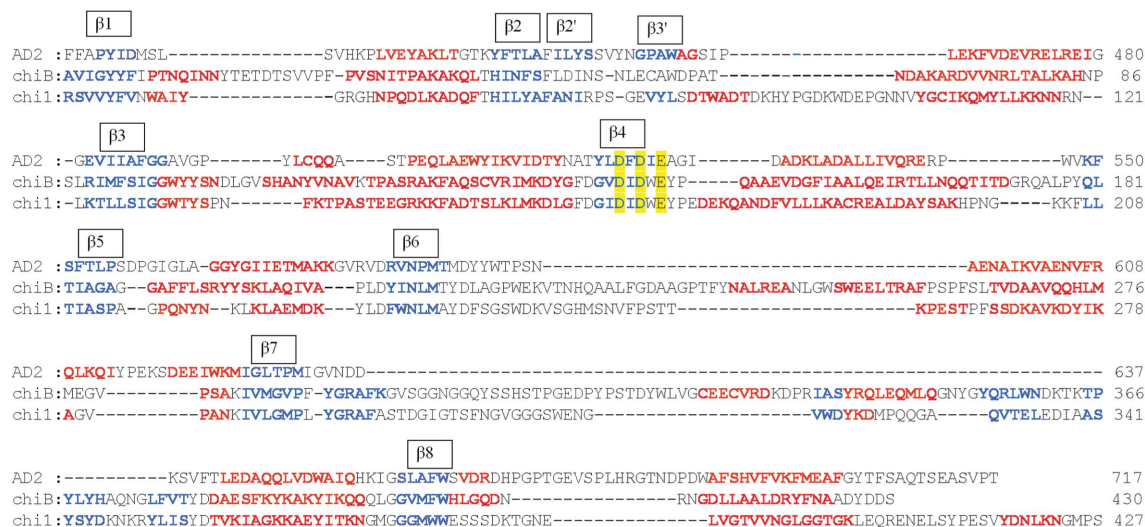 β1 β2 β2' β3'
AD2 :FFAPYIDMSL--------------SVHKPLVEYAKLTGTKYFTLAFILYSSVYNGPAWAGSIP----------------------LEKFVDEVRELREIG 480
chiB:AVIGYYFIPTNQINNYTETDTSVVPF-PVSNITPAKAKQLTHINFSFLDINS-NLECAWDPAT-----------------NDAKARDVVNRLTALKAHNP 86
chi1:RSVVYFVNWAIY--------------GRGHNPQDLKADQFTHILYAFANIRPS-GEVYLSDTWADTDKHYPGDKWDEPGNNVYGCIKQMYLLKKNNRN-- 121
β3 β4
AD2 :-GEVIIAFGGAVGP-------YLCQQA----STPEQLAEWYIKVIDTYNATYLDFDIEAGI-------DADKLADALLIVQRERP----------WVKF 550
chiB:SLRIMFSIGGWYYSNDLGVSHANYVNAVKTPASRAKFAQSCVRIMKDYGFDGVDIDWEYP-------QAAEVDGFIAALQEIRTLLNQQTITDGRQALPYQL 181
chi1:-LKTLLSIGGWTYSPN--------FKTPASTEEGRKKFADTSLKLMKDLGFDGIDIDWEYPEDEKQANDFVLLLKACREALDAYSAKHPNG----KKFLL 208
β5 β6
AD2 :SFTLPSDPGIGLA-GGYGIIETMAKKGVRVDRVNPMTMDYYWTPSN-----------------------------------------AENAIKVAENVFR 608
chiB:TIAGAG--GAFFLSRYYSKLAQIVA---PLDYINLMTYDLAGPWEKVTNHQAALFGDAAGPTFYNALREANLGWSWEELTRAFPSPFSLTVDAAVQQHLM 276
chi1:TIASPA--GPQNYN-KLKLAEMDK---YLDFWNLMAYDFSGSWDKVSGHMSNVFPSTT------------------------KPESTPFSSDKAVKDYIK 278
β7
AD2 :QLKQIYPEKSDEEIWKMIGLTPMIGVNDD---------------------------------------------------------------------- 637
chiB:MEGV-------PSAKIVMGVPF-YGRAFKGVSGGNGGQYSSHSTPGEDPYPSTDYWLVGCEECVRDKDPRIASYRQLEQMLQGNYGYQRLWNDKTKTP 366
chi1:AGV--------PANKIVLGMPL-YGRAFASTDGIGTSFNGVGGGSWENG---------------------VWDYKDMPQQGA-----QVTELEDIAAS 341
β8
AD2 :----------KSVFTLEDAQQLVDWAIQHKIGSLAFWSVDRDHPGPTGEVSPLHRGTNDPDWAFSHVFVKFMEAFGYTFSAQTSEASVPT 717
chiB:YLYHAQNGLFVTYDDAESFKYKAKYIKQQQLGGVMFWHLGQDN----------------RNGDLLAALDRYFNAADYDDS 430
chi1:YSYDKNKRYLISYDTVKIAGKKAEYITKNGMGGGMWWESSSDKTGNE----------------LVGTVVNGLGGTGKLEQRENELSYPESVYDNLKNGMPS 427